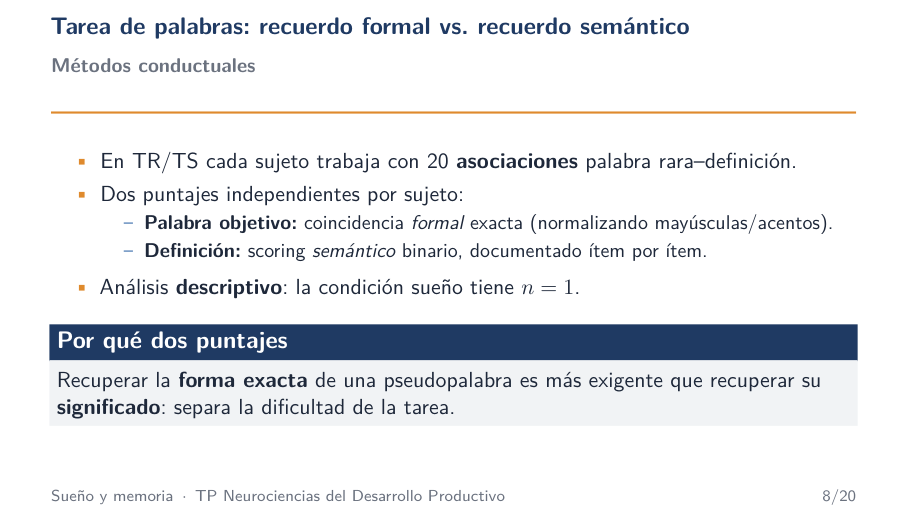 Tarea de palabras: recuerdo formal vs. recuerdo semántico
Métodos conductuales
▪ En TR/TS cada sujeto trabaja con 20 asociaciones palabra rara–definición.
▪ Dos puntajes independientes por sujeto:
– Palabra objetivo: coincidencia formal exacta (normalizando mayúsculas/acentos).
– Definición: scoring semántico binario, documentado ítem por ítem.
▪ Análisis descriptivo: la condición sueño tiene n = 1.
Por qué dos puntajes
Recuperar la forma exacta de una pseudopalabra es más exigente que recuperar su
significado: separa la dificultad de la tarea.
Sueño y memoria · TP Neurociencias del Desarrollo Productivo
8/20